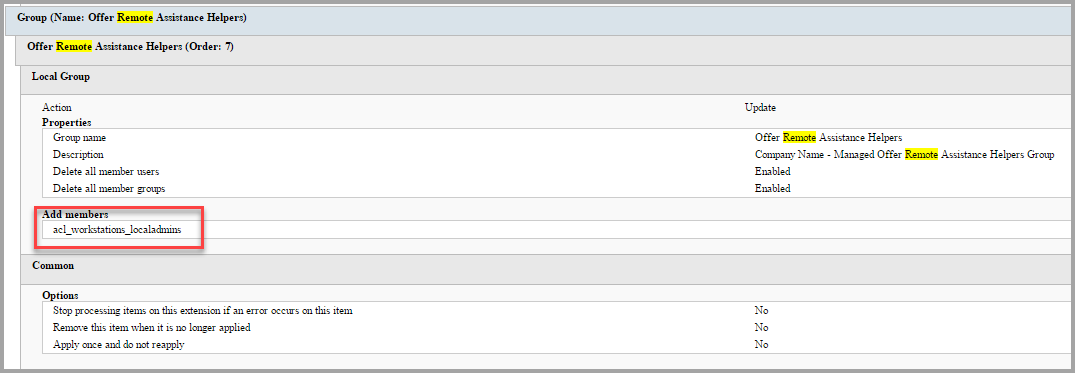 Group (Name: Offer Remote Assistance Helpers)
Offer Remote Assistance Helpers (Order: 7)
Local Group
Action Update
Properties
Group name Offer Remote Assistance Helpers
Description Company Name - Managed Offer Remote Assistance Helpers Group
Delete all member users Enabled
Delete all member groups Enabled
Add members
acl_workstations_localadmins
Common
Options
Stop processing items on this extension if an error occurs on this item No
Remove this item when it is no longer applied No
Apply once and do not reapply No